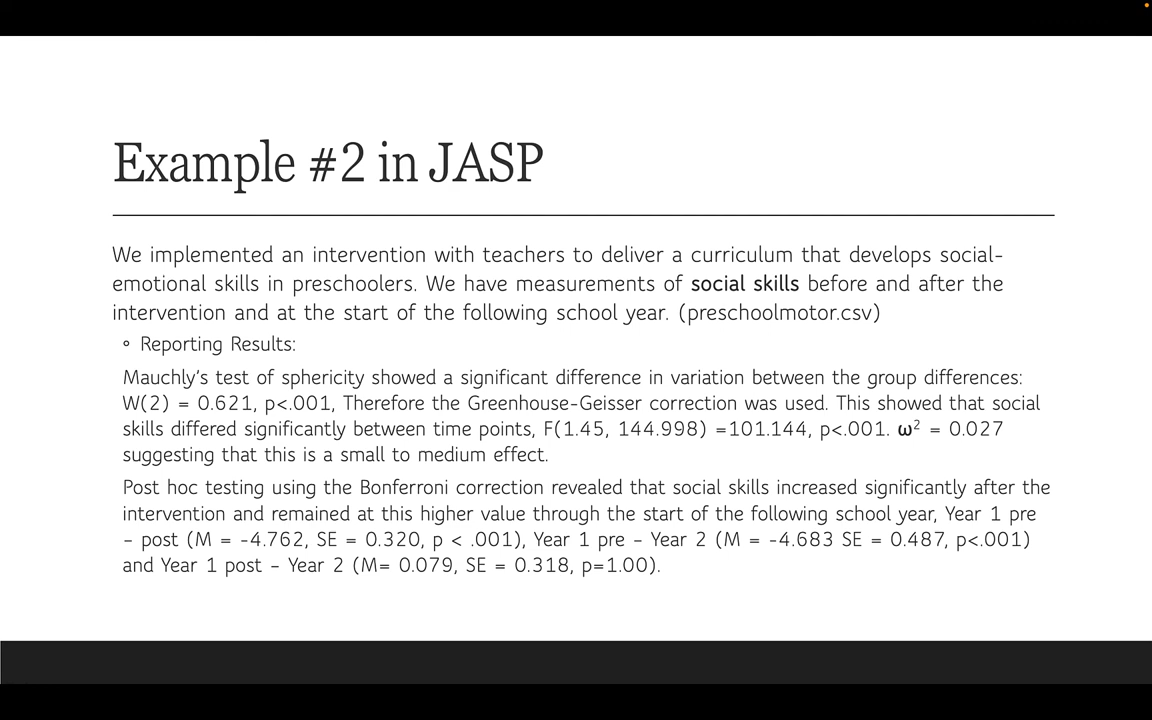 Example #2 in JASP
We implemented an intervention with teachers to deliver a curriculum that develops social-
emotional skills in preschoolers. We have measurements of social skills before and after the
intervention and at the start of the following school year. (preschoolmotor.csv)
° Reporting Results:
Mauchly's test of sphericity showed a significant difference in variation between the group differences:
W(2) = 0.621, p<.001, Therefore the Greenhouse-Geisser correction was used. This showed that social
skills differed significantly between time points, F(1.45, 144.998) =101.144, p<.001. ω² = 0.027
suggesting that this is a small to medium effect.
Post hoc testing using the Bonferroni correction revealed that social skills increased significantly after the
intervention and remained at this higher value through the start of the following school year, Year 1 pre
– post (M = -4.762, SE = 0.320, p < .001), Year 1 pre – Year 2 (M = -4.683 SE = 0.487, p<.001)
and Year 1 post – Year 2 (M= 0.079, SE = 0.318, p=1.00).